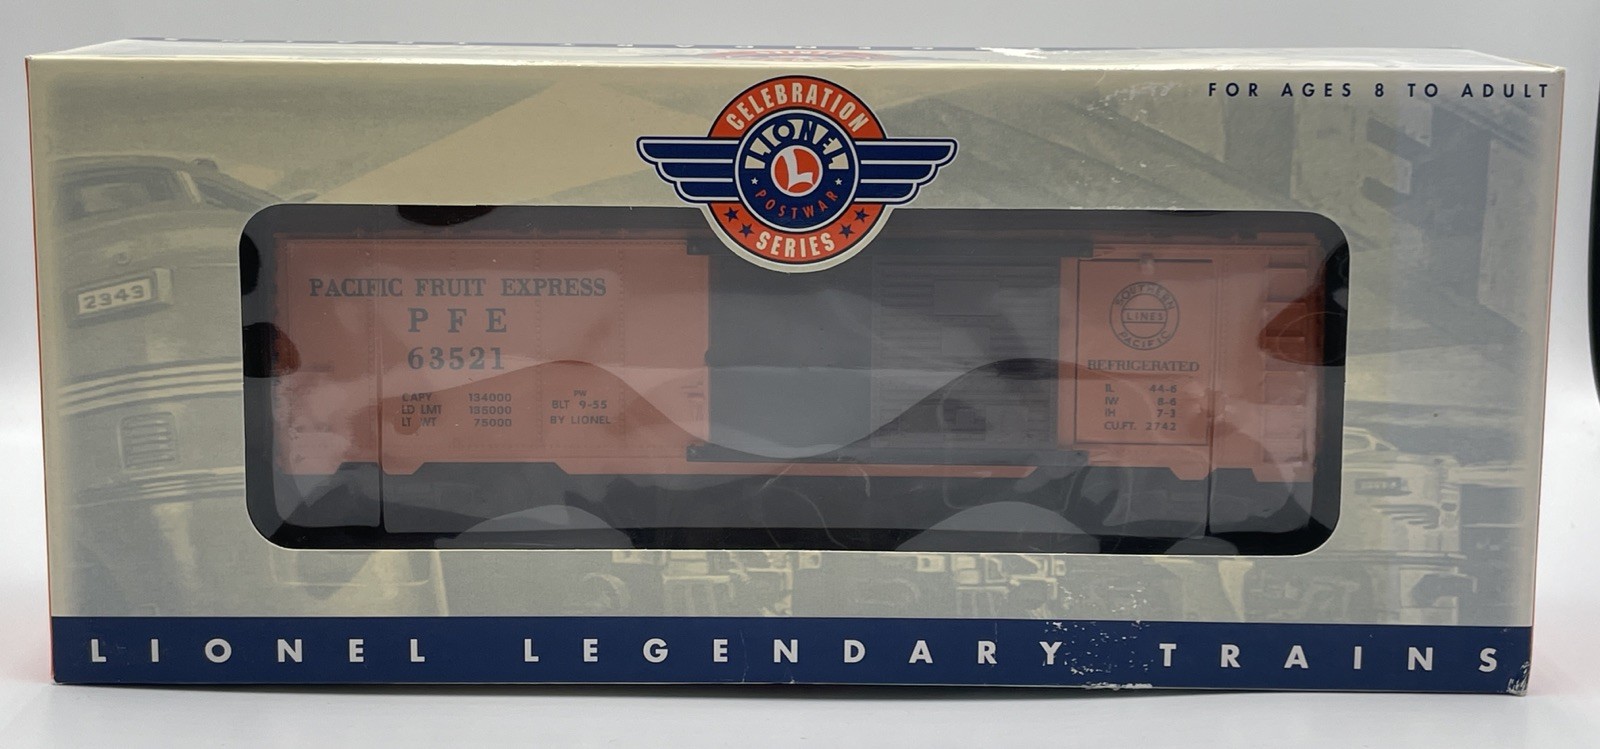 FOR AGES 8 TO ADULT
CELEBRATION
LIONEL
L
POSTWAR
SERIES
2343
PACIFIC FRUIT EXPRESS
PFE
63521
CAPY 134000
LD LMT 135000
LT WT 75000
PW
BLT 9-55
BY LIONEL
SOUTHERN
LINES
PACIFIC
REFRIGERATED
IL 44-6
IW 8-6
IH 7-3
CU.FT. 2742
LIONEL LEGENDARY TRAINS